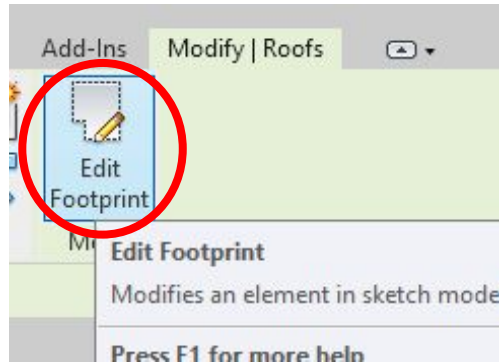 Add-Ins Modify | Roofs
Edit
Footprint
Edit Footprint
Modifies an element in sketch mode
Press F1 for more help